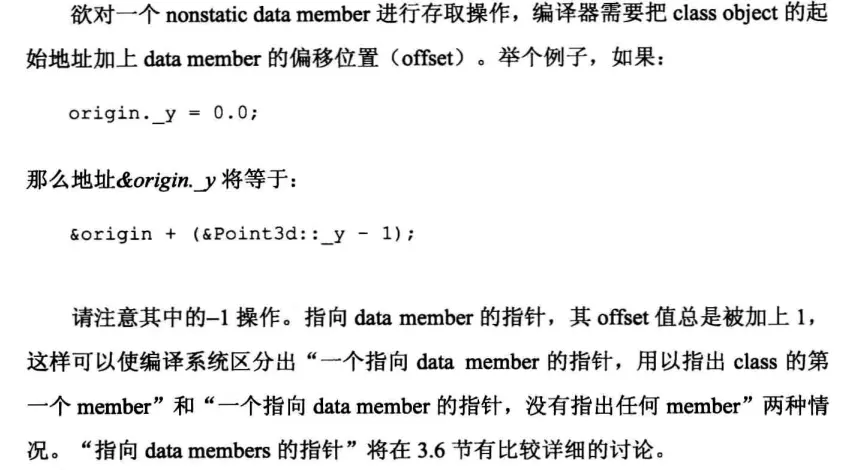 欲对一个 nonstatic data member 进行存取操作，编译器需要把 class object 的起
始地址加上 data member 的偏移位置（offset）。举个例子，如果：
origin._y = 0.0;
那么地址&origin._y 将等于：
&origin + (&Point3d::_y - 1);
请注意其中的–1 操作。指向 data member 的指针，其 offset 值总是被加上 1，
这样可以使编译系统区分出“一个指向 data member 的指针，用以指出 class 的第
一个 member”和“一个指向 data member 的指针，没有指出任何 member”两种情
况。“指向 data members 的指针”将在 3.6 节有比较详细的讨论。